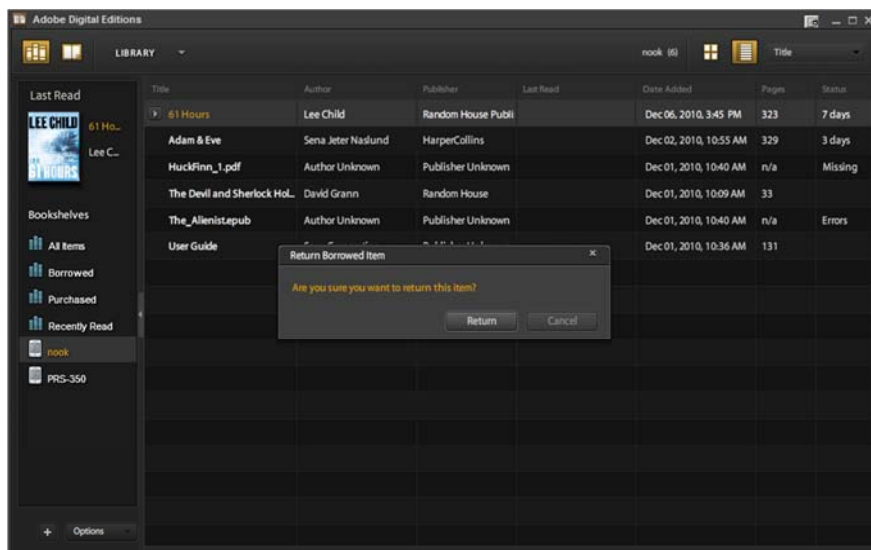 Adobe Digital Editions
LIBRARY nook (6) Title
Last Read
LEE CHILD
61 HOURS
61 Ho...
Lee C...
Bookshelves
All Items
Borrowed
Purchased
Recently Read
nook
PRS-350
+ Options
Title Author Publisher Last Read Date Added Pages Status
61 Hours Lee Child Random House Publi Dec 06, 2010, 3:45 PM 323 7 days
Adam & Eve Sena Jeter Naslund HarperCollins Dec 02, 2010, 10:55 AM 329 3 days
HuckFinn_1.pdf Author Unknown Publisher Unknown Dec 01, 2010, 10:40 AM n/a Missing
The Devil and Sherlock Hol... David Grann Random House Dec 01, 2010, 10:09 AM 33
The_Alienist.epub Author Unknown Publisher Unknown Dec 01, 2010, 10:40 AM n/a Errors
User Guide Dec 01, 2010, 10:36 AM 131
Return Borrowed Item
Are you sure you want to return this item?
Return Cancel